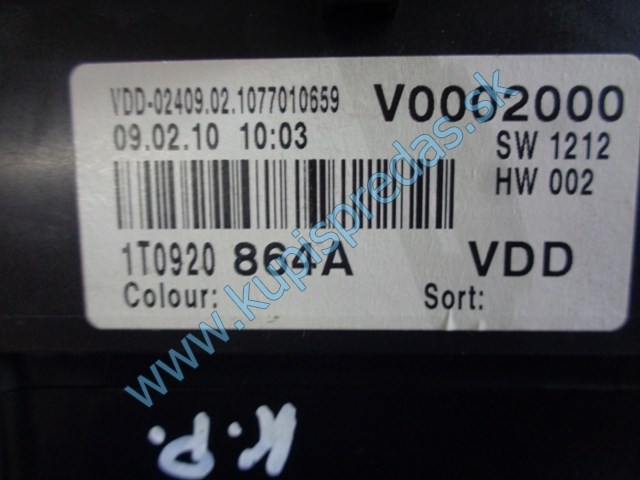 VDD-02409.02.1077010659 V0002000
09.02.10 10:03 SW 1212
HW 002
1T0920 864A VDD
Colour: Sort:
www.kupispredas.sk
K.P.